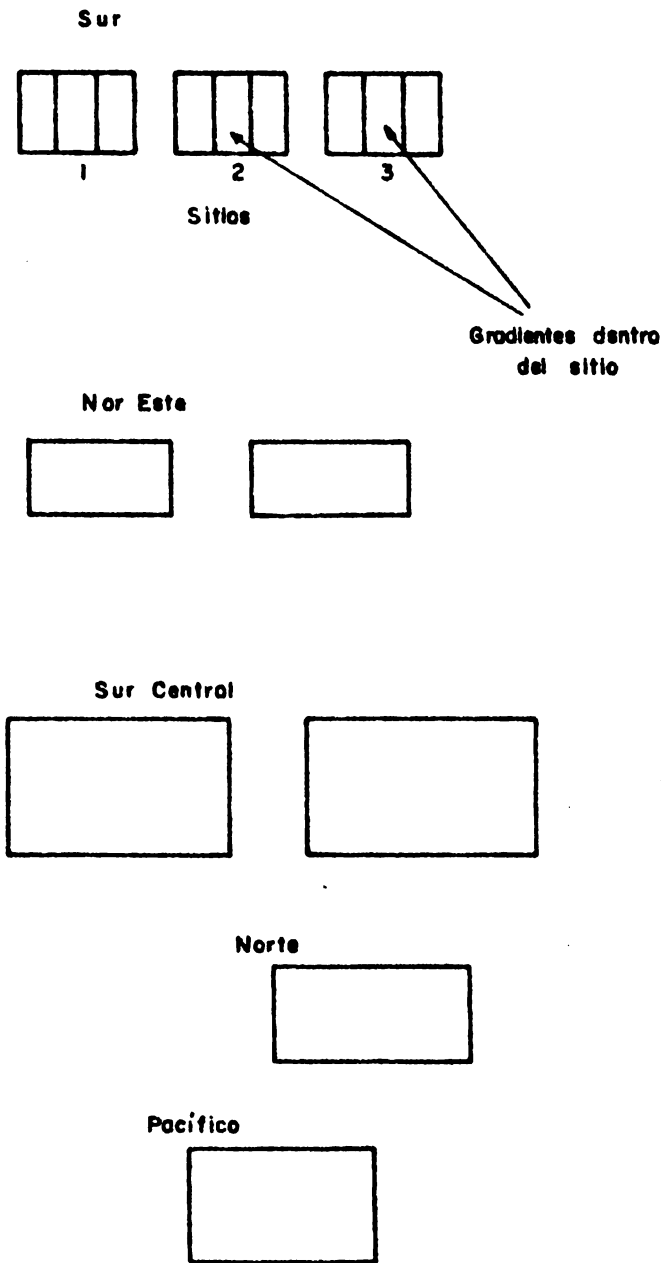 Sur
1 2 3
Sitios
Gradientes dentro
del sitio
Nor Este
Sur Central
Norte
Pacífico